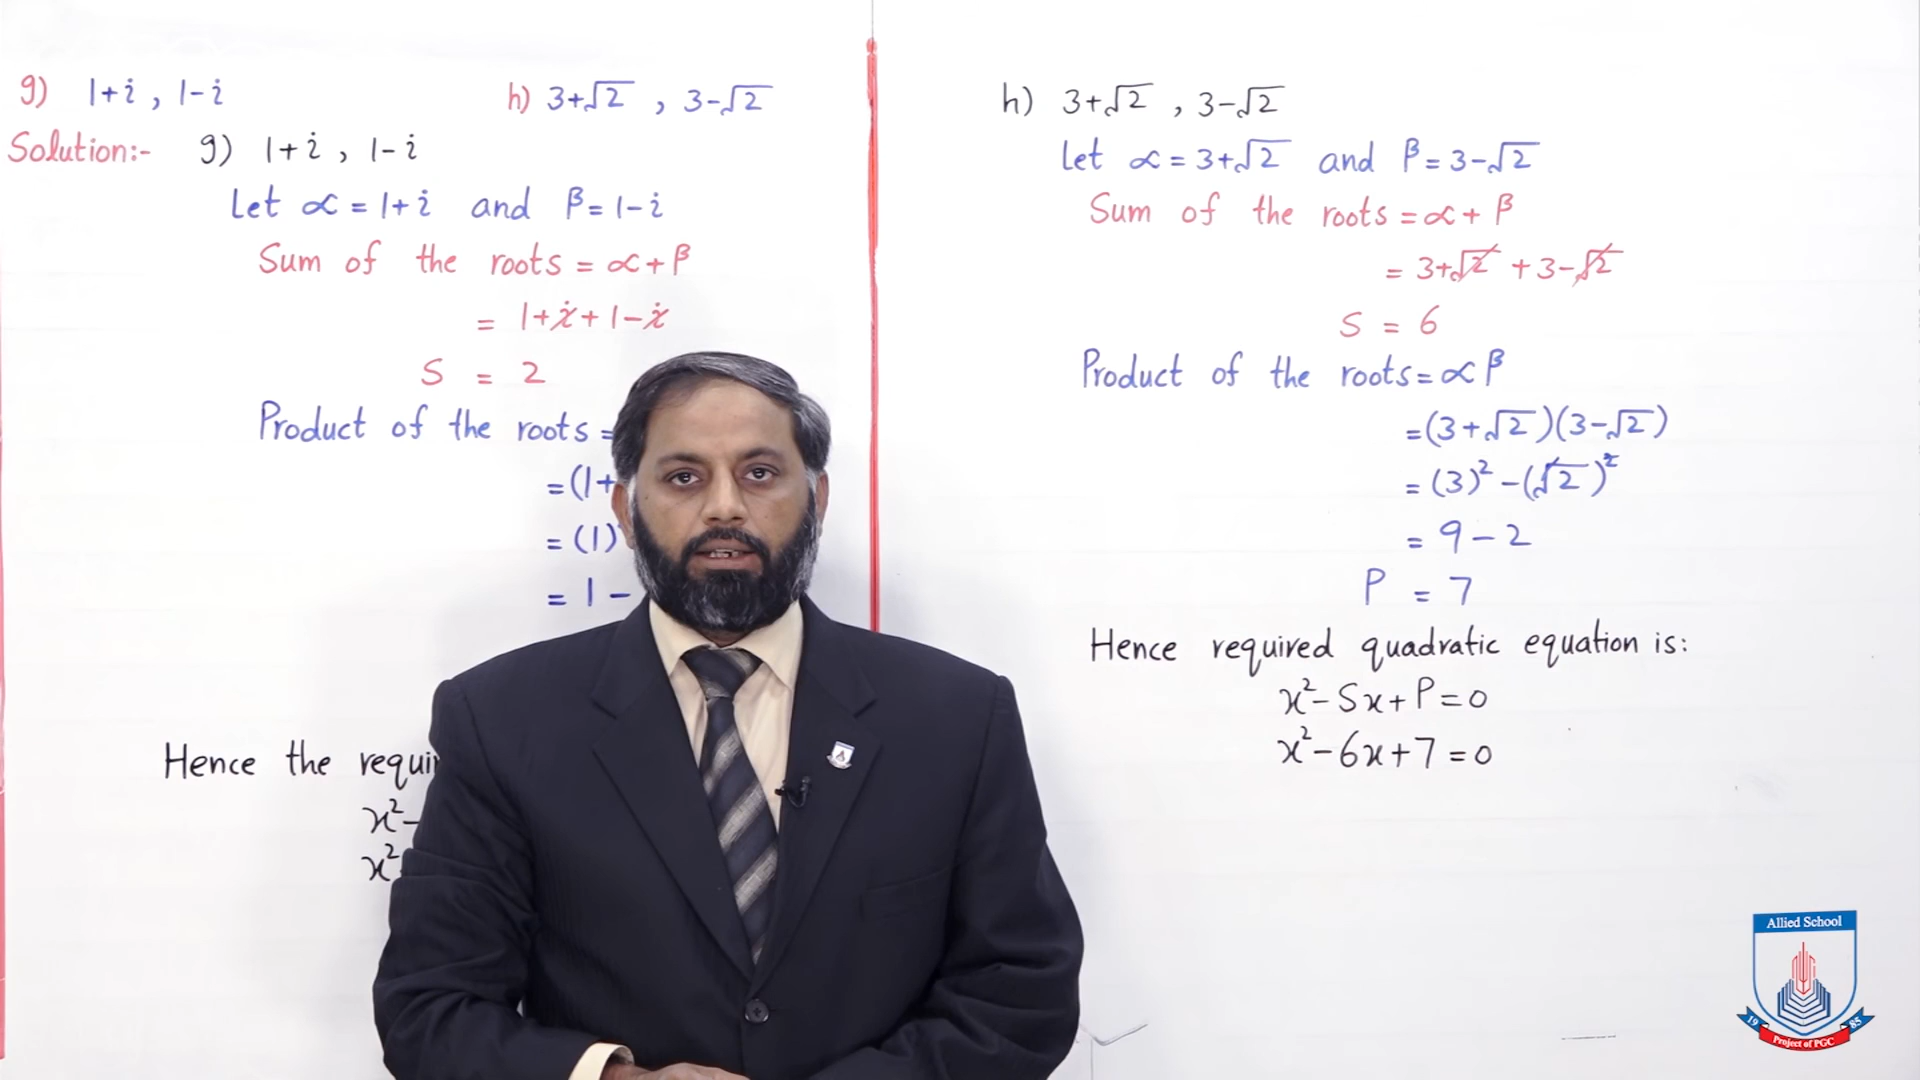 g) 1+i , 1-i
h) 3+√2 , 3-√2
Solution:- g) 1+i , 1-i
Let α = 1+i and β = 1-i
Sum of the roots = α + β
= 1+i + 1-i
S = 2
Product of the roots =
= (1+
= (1)
= 1 -
Hence the requi
x²-
x²
h) 3+√2 , 3-√2
Let α = 3+√2 and β = 3-√2
Sum of the roots = α + β
= 3+√2 + 3-√2
S = 6
Product of the roots = αβ
= (3+√2)(3-√2)
= (3)² - (√2)²
= 9 - 2
P = 7
Hence required quadratic equation is:
x² - Sx + P = 0
x² - 6x + 7 = 0
Allied School
19 85
Project of PGC